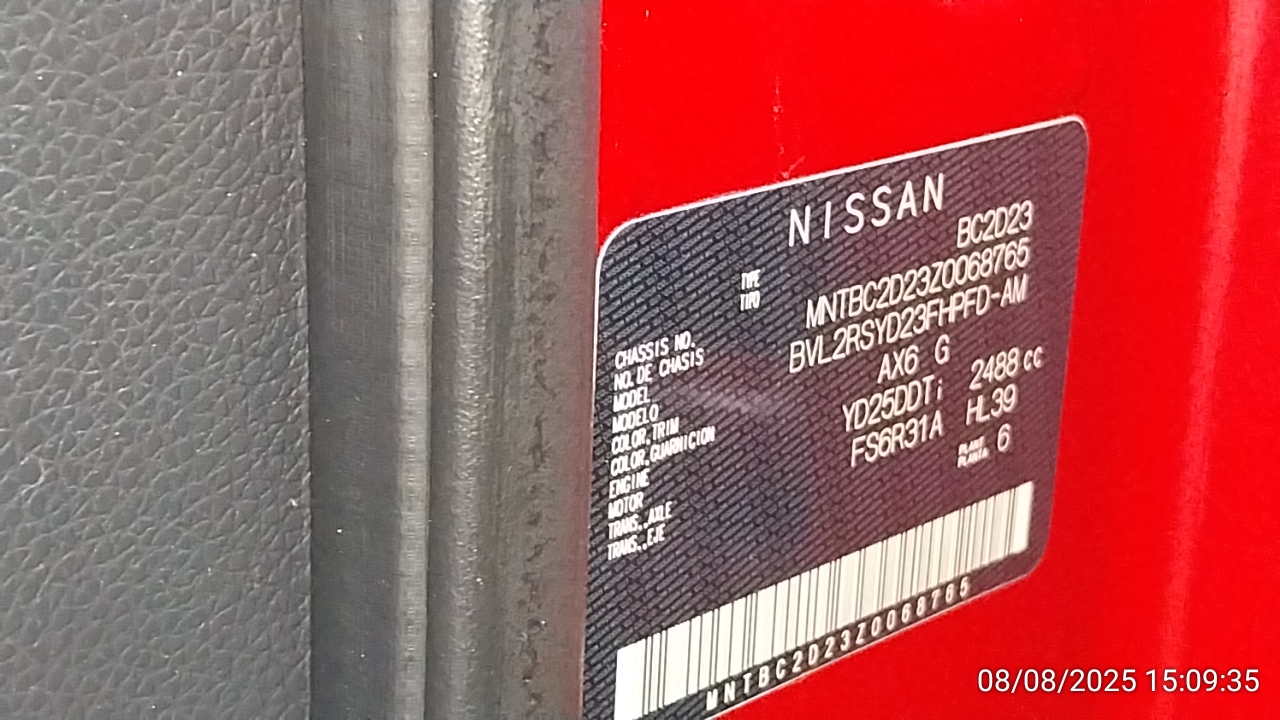 NISSAN
TYPE BC2D23
TIPO
CHASSIS NO. MNTBC2D23Z0068765
NO. DE CHASIS
MODEL BVL2RSYD23FHPFD-AM
MODELO
COLOR, TRIM AX6 G
COLOR, GUARNICION
ENGINE YD25DDTi 2488 cc
MOTOR
TRANS., AXLE FS6R31A HL39
TRANS., EJE
PLANT 6
PLANTA
MNTBC2D23Z0068765
08/08/2025 15:09:35